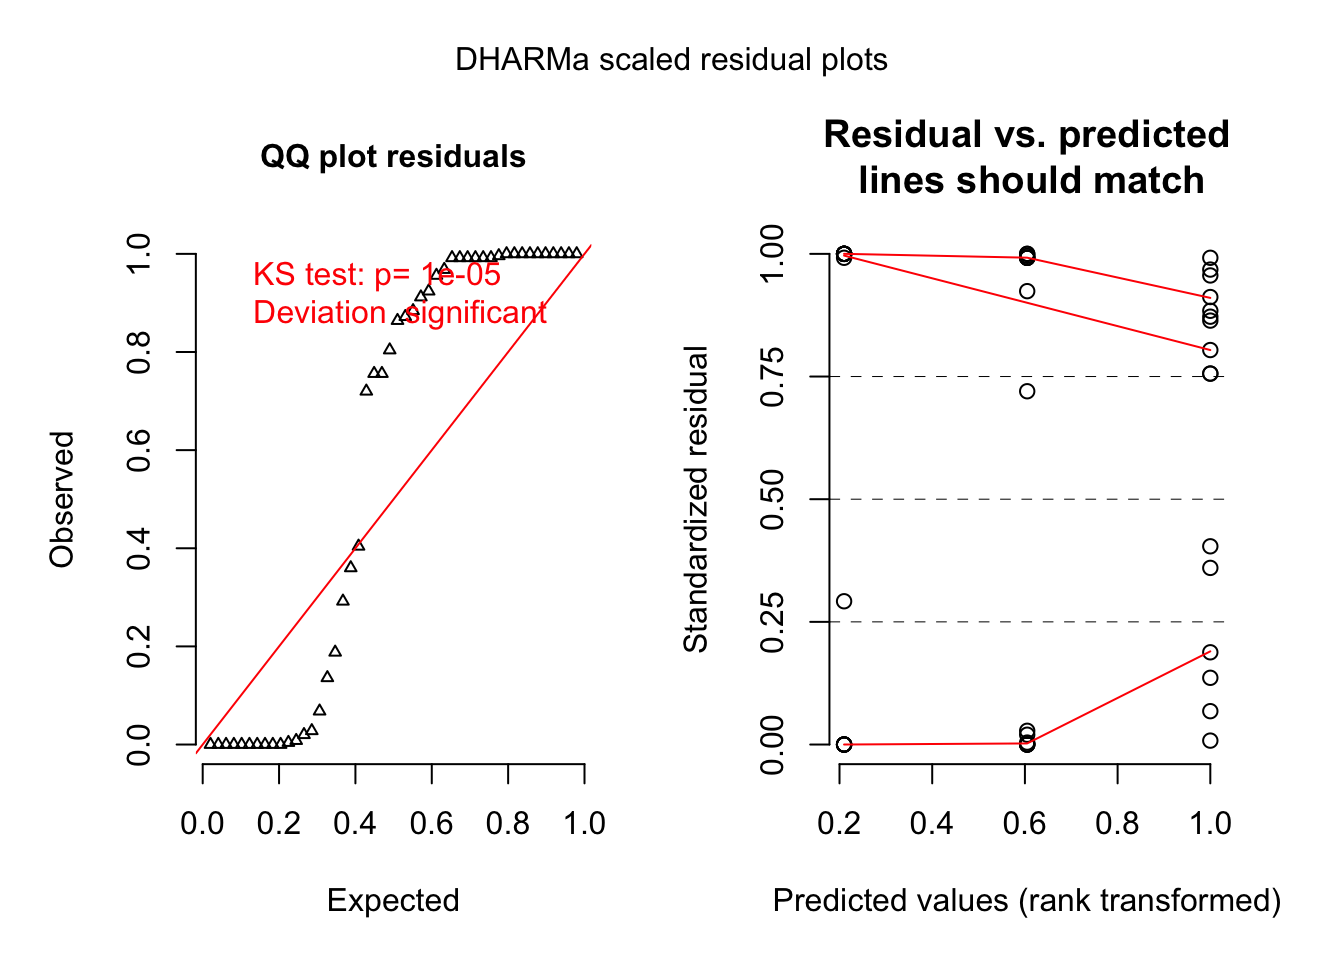 DHARMa scaled residual plots
QQ plot residuals
KS test: p= 1e-05
Deviation significant
Observed
0.0 0.2 0.4 0.6 0.8 1.0
0.0 0.2 0.4 0.6 0.8 1.0
Expected
Residual vs. predicted
lines should match
Standardized residual
0.00 0.25 0.50 0.75 1.00
0.2 0.4 0.6 0.8 1.0
Predicted values (rank transformed)